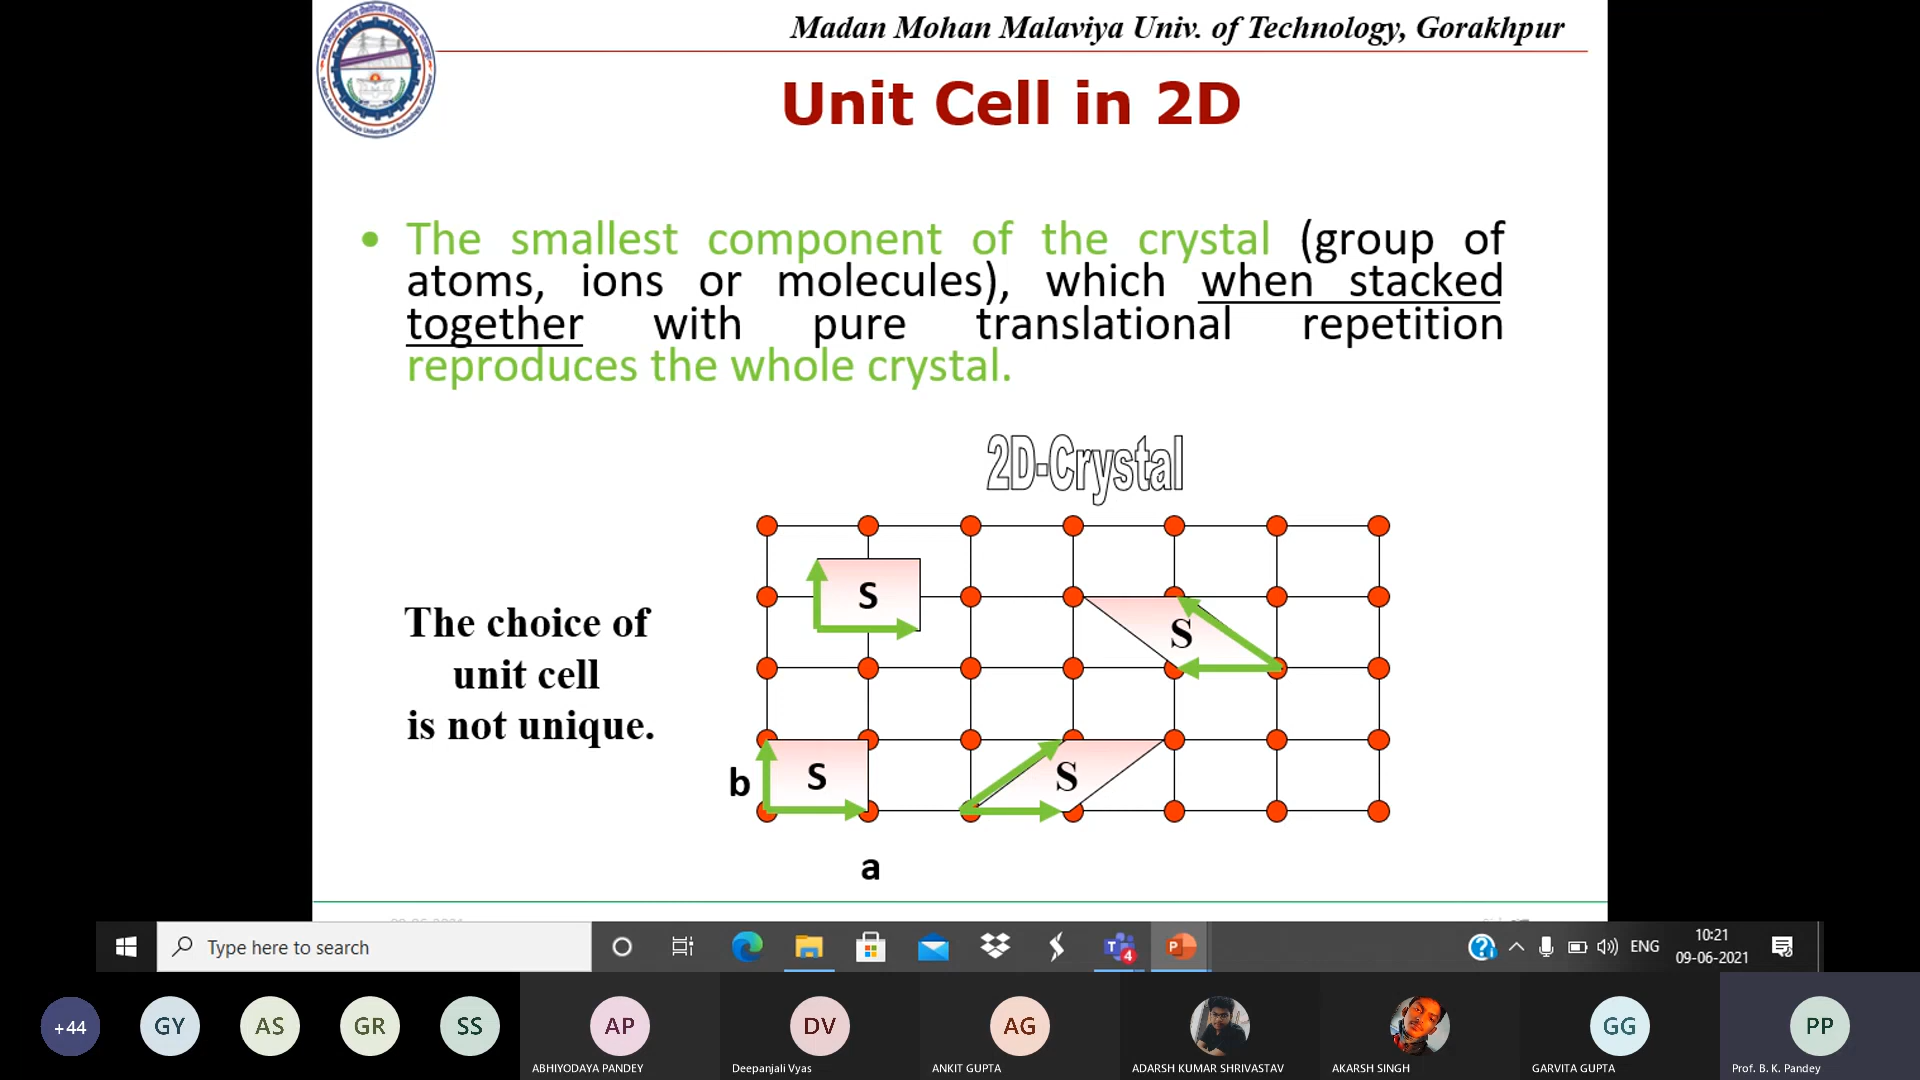 Madan Mohan Malaviya Univ. of Technology, Gorakhpur
Unit Cell in 2D
• The smallest component of the crystal (group of
atoms, ions or molecules), which when stacked
together with pure translational repetition
reproduces the whole crystal.
2D-Crystal
S
The choice of
unit cell
is not unique.
S
b
S
S
a
Type here to search
4
ENG
10:21
09-06-2021
+44
GY
AS
GR
SS
AP
DV
AG
GG
PP
ABHIYODAYA PANDEY
Deepanjali Vyas
ANKIT GUPTA
ADARSH KUMAR SHRIVASTAV
AKARSH SINGH
GARVITA GUPTA
Prof. B. K. Pandey